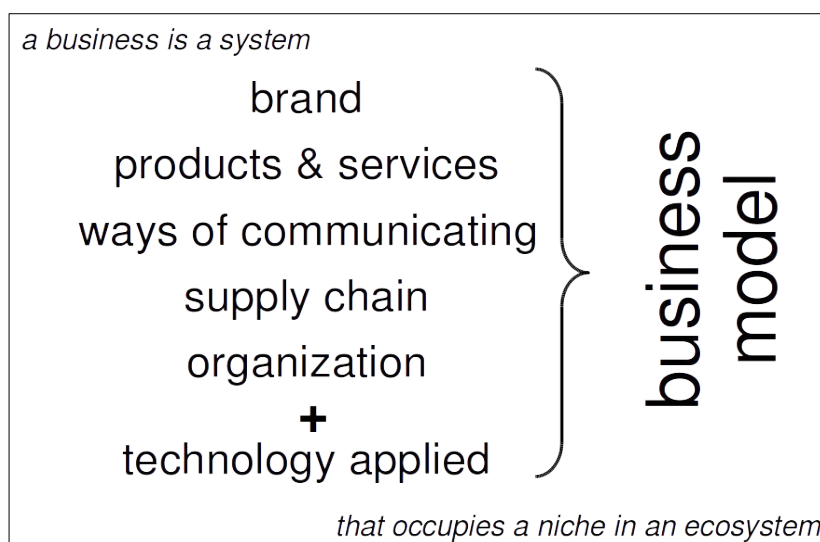 a business is a system
brand
products & services
ways of communicating
supply chain
organization
+
technology applied
business
model
that occupies a niche in an ecosystem